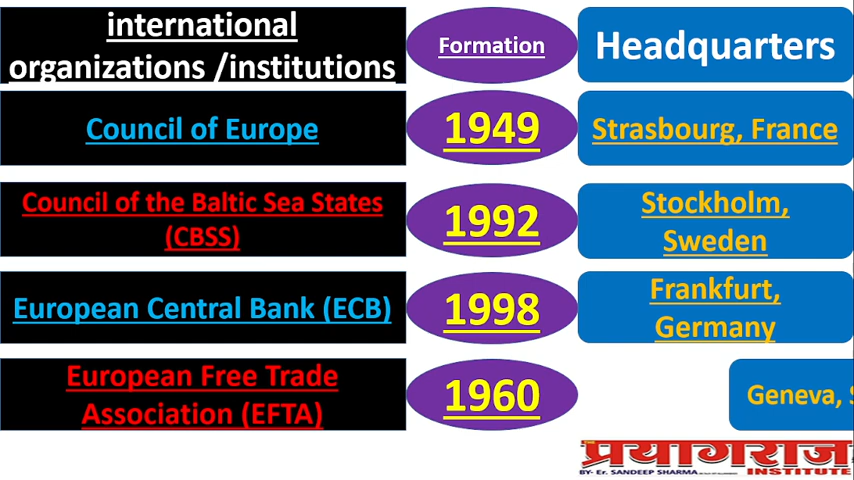 international
organizations /institutions
Formation
Headquarters
Council of Europe
1949
Strasbourg, France
Council of the Baltic Sea States
(CBSS)
1992
Stockholm,
Sweden
European Central Bank (ECB)
1998
Frankfurt,
Germany
European Free Trade
Association (EFTA)
1960
Geneva, S
THE
प्रयागराज
INSTITUTE
BY- Er. SANDEEP SHARMA